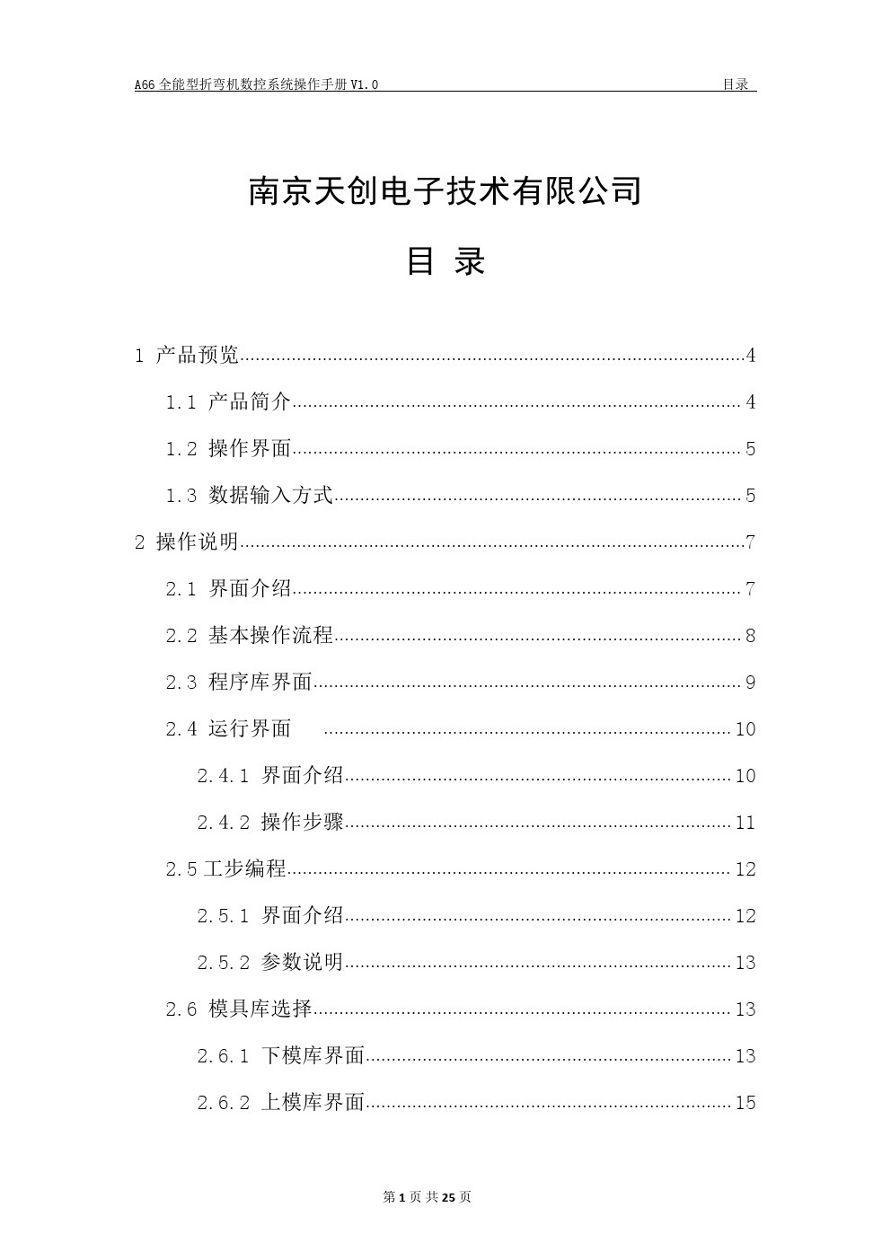 A66 全能型折弯机数控系统操作手册 V1.0 目录
南京天创电子技术有限公司
目 录
1 产品预览........................................4
1.1 产品简介........................................4
1.2 操作界面........................................5
1.3 数据输入方式........................................5
2 操作说明........................................7
2.1 界面介绍........................................7
2.2 基本操作流程........................................8
2.3 程序库界面........................................9
2.4 运行界面 ........................................10
2.4.1 界面介绍........................................10
2.4.2 操作步骤........................................11
2.5工步编程........................................12
2.5.1 界面介绍........................................12
2.5.2 参数说明........................................13
2.6 模具库选择........................................13
2.6.1 下模库界面........................................13
2.6.2 上模库界面........................................15
第 1 页 共 25 页